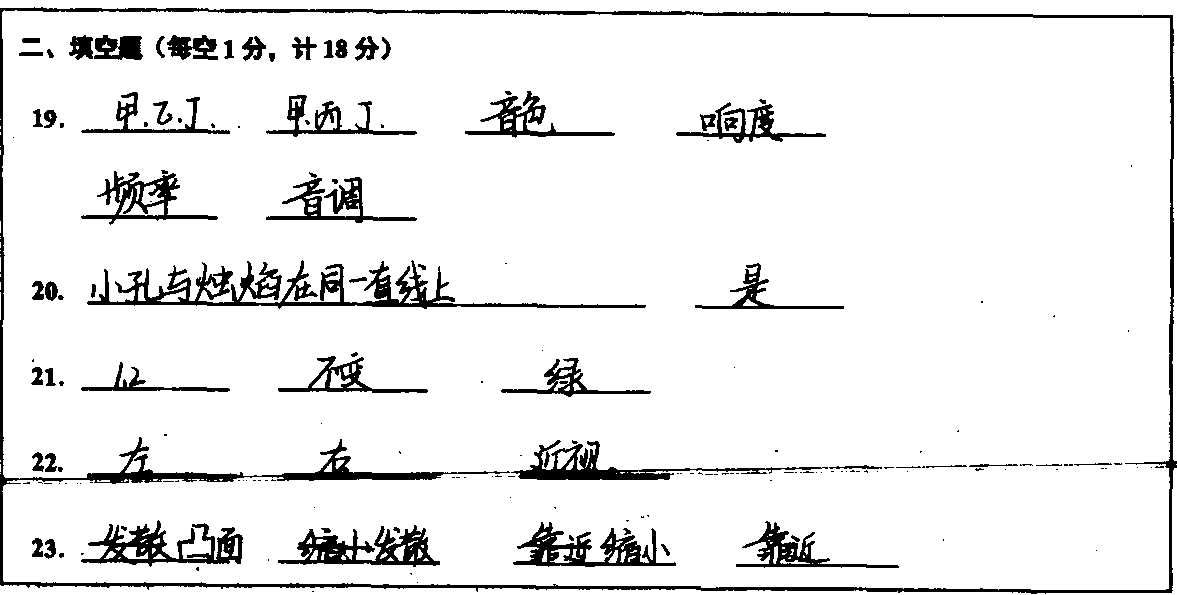 二、填空题（每空1分，计18分）
19. 甲.乙.丁. 甲.丙丁. 音色 响度
频率 音调
20. 小孔与烛焰在同一直线上 是
21. 1.2 不变 绿
22. 左 右 近视
23. 发散 凸面 缩小 发散 靠近 缩小 靠近